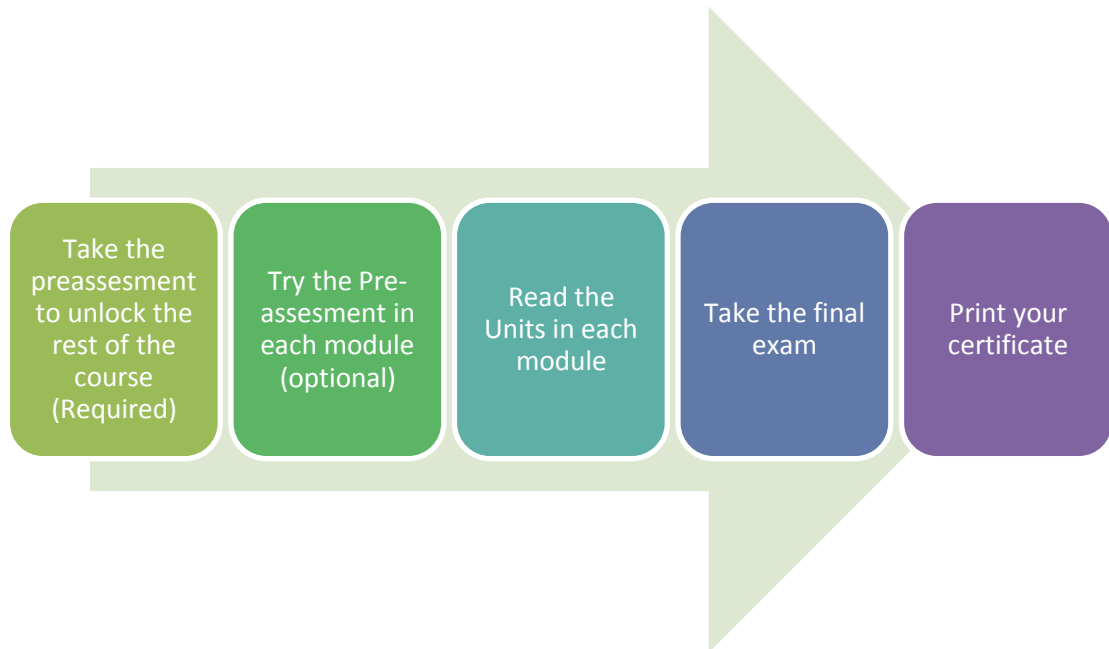 Take the
preassesment
to unlock the
rest of the
course
(Required)
Try the Pre-
assesment in
each module
(optional)
Read the
Units in each
module
Take the final
exam
Print your
certificate